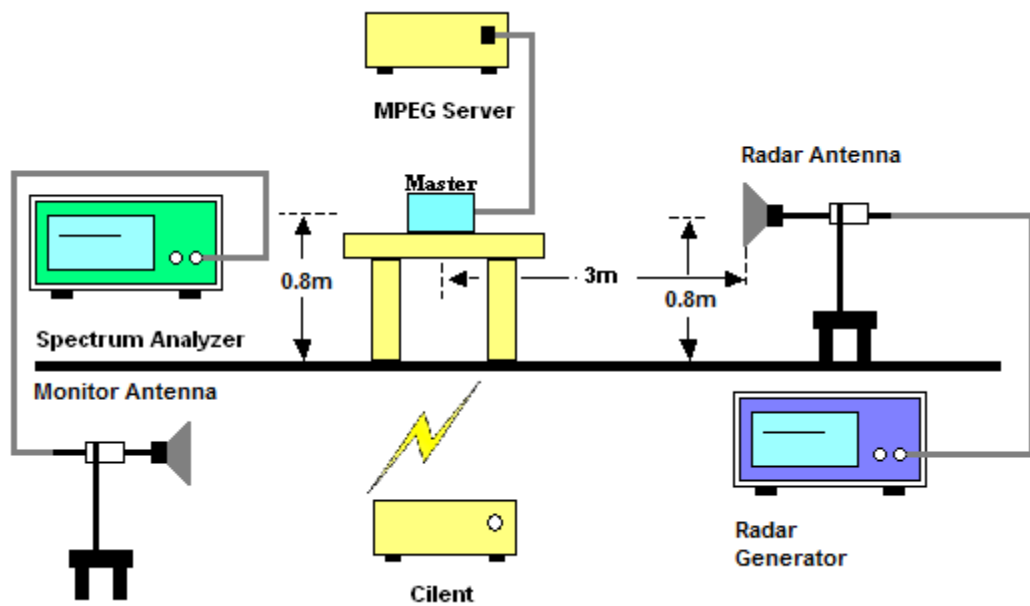 MPEG Server
Radar Antenna
Master
0.8m
3m
0.8m
Spectrum Analyzer
Monitor Antenna
Radar
Generator
Cilent